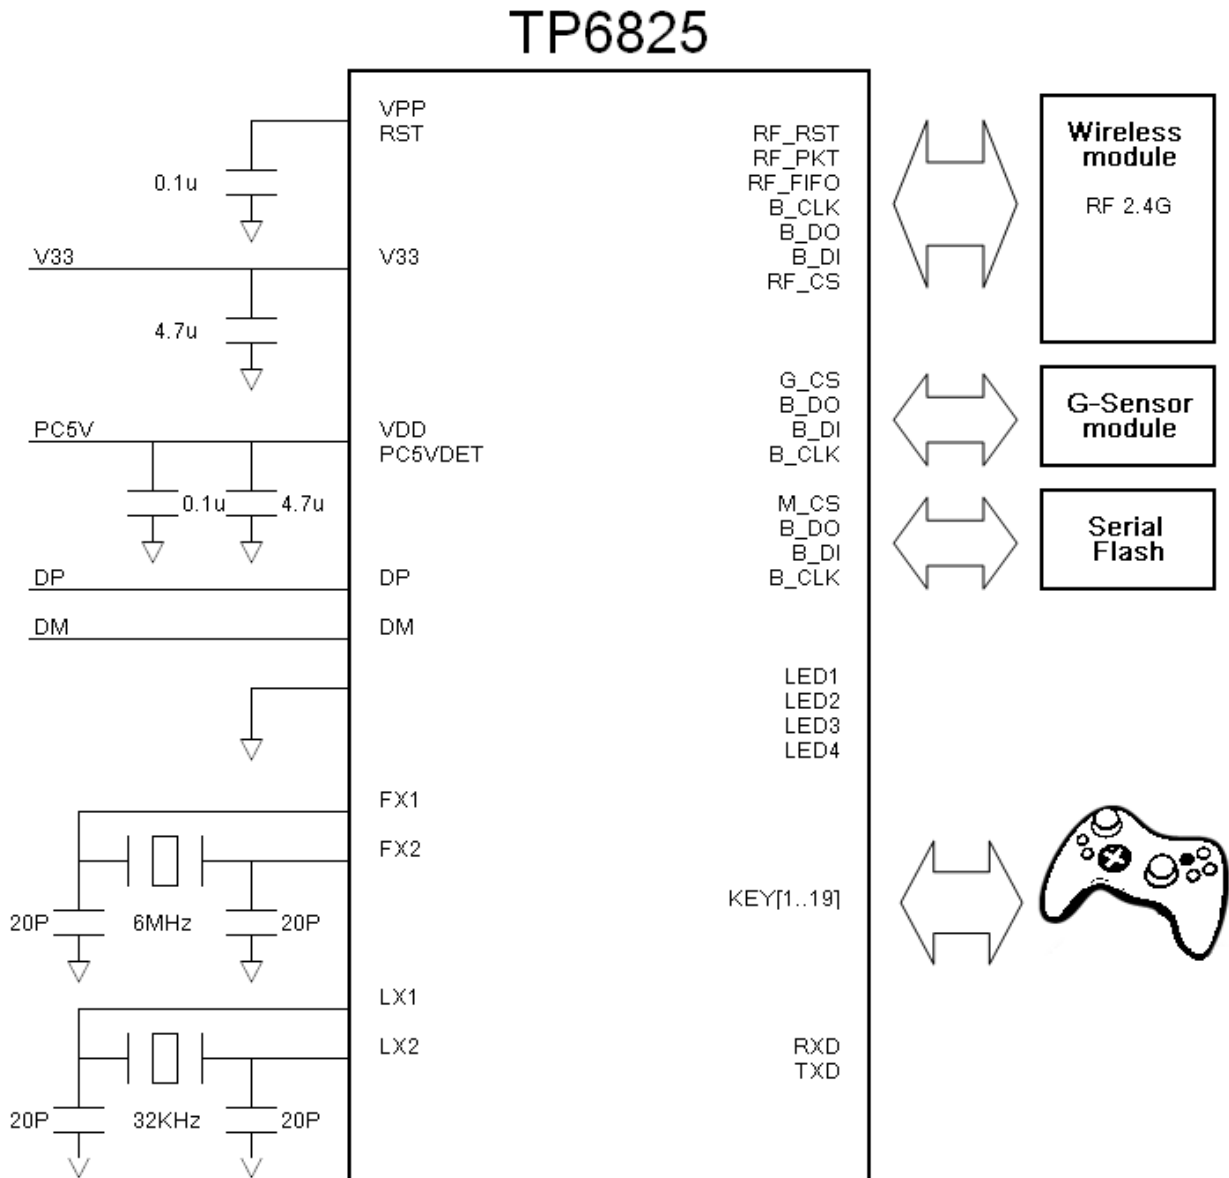 TP6825
VPP
RST
0.1u
V33
V33
4.7u
PC5V
VDD
PC5VDET
0.1u
4.7u
DP
DP
DM
DM
FX1
FX2
20P
6MHz
20P
LX1
LX2
20P
32KHz
20P
RF_RST
RF_PKT
RF_FIFO
B_CLK
B_DO
B_DI
RF_CS
G_CS
B_DO
B_DI
B_CLK
M_CS
B_DO
B_DI
B_CLK
LED1
LED2
LED3
LED4
KEY[1..19]
RXD
TXD
Wireless
module
RF 2.4G
G-Sensor
module
Serial
Flash